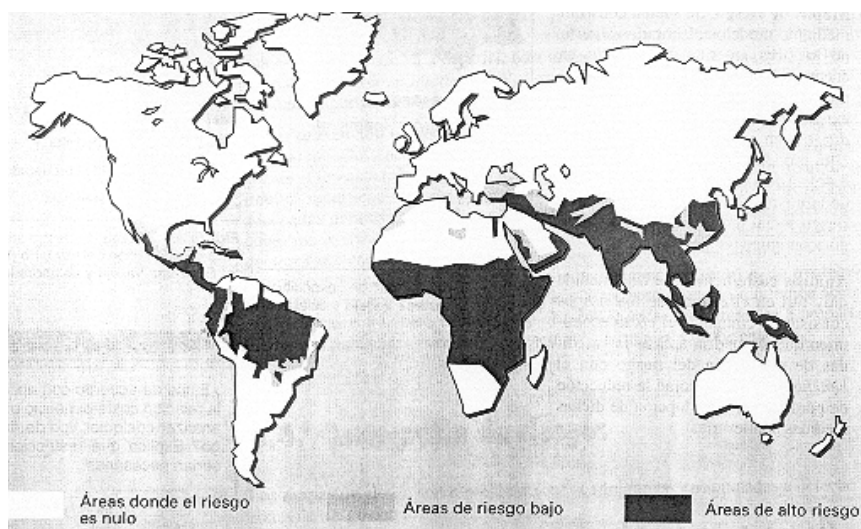 Áreas donde el riesgo
es nulo
Áreas de riesgo bajo
Áreas de alto riesgo